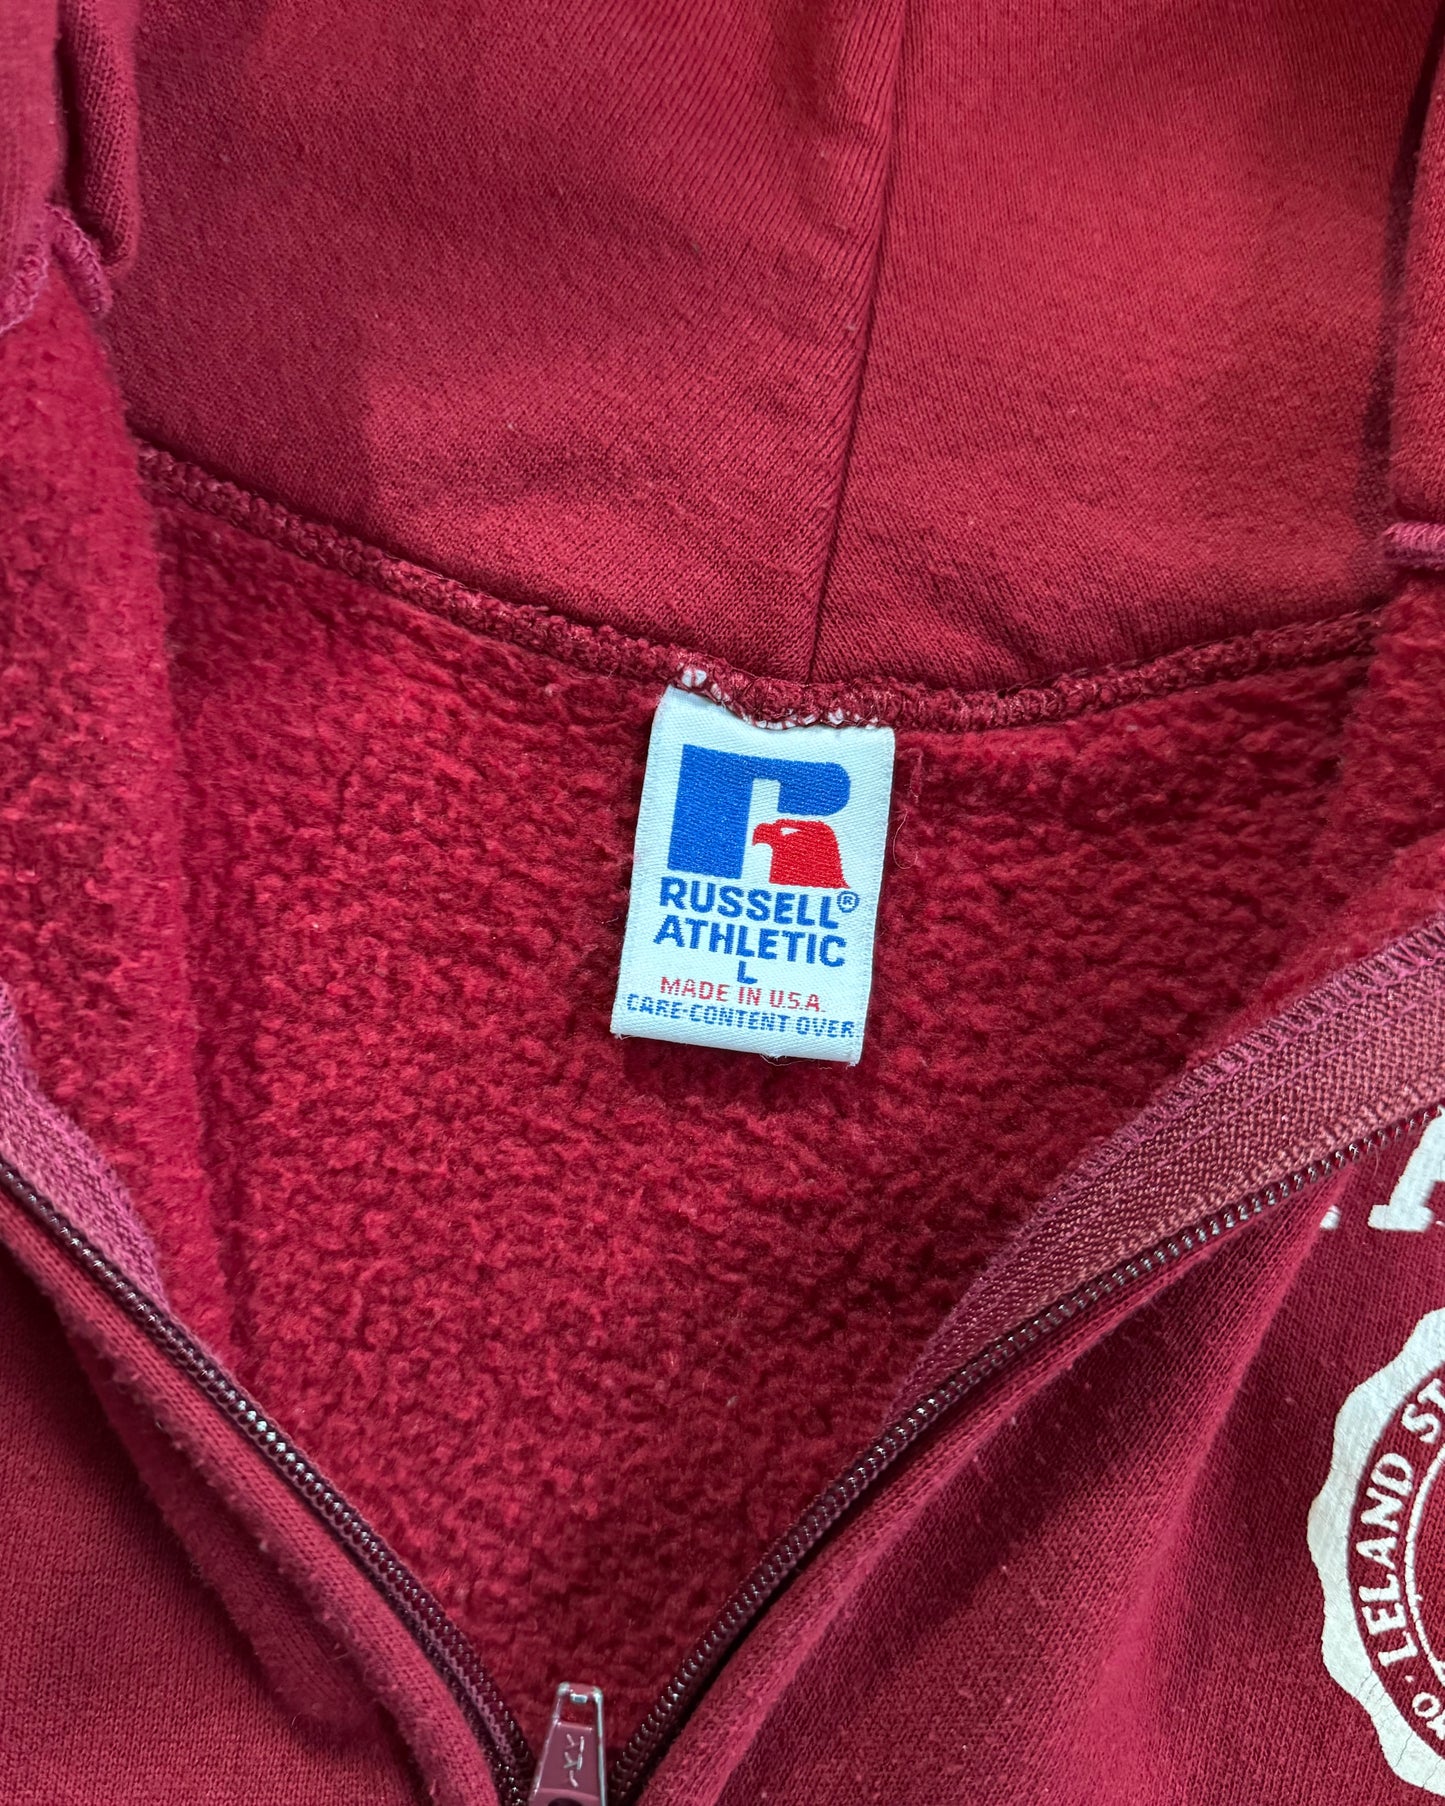 RUSSELL®
ATHLETIC
L
MADE IN U.S.A.
CARE-CONTENT OVER
A
· LELAND ST